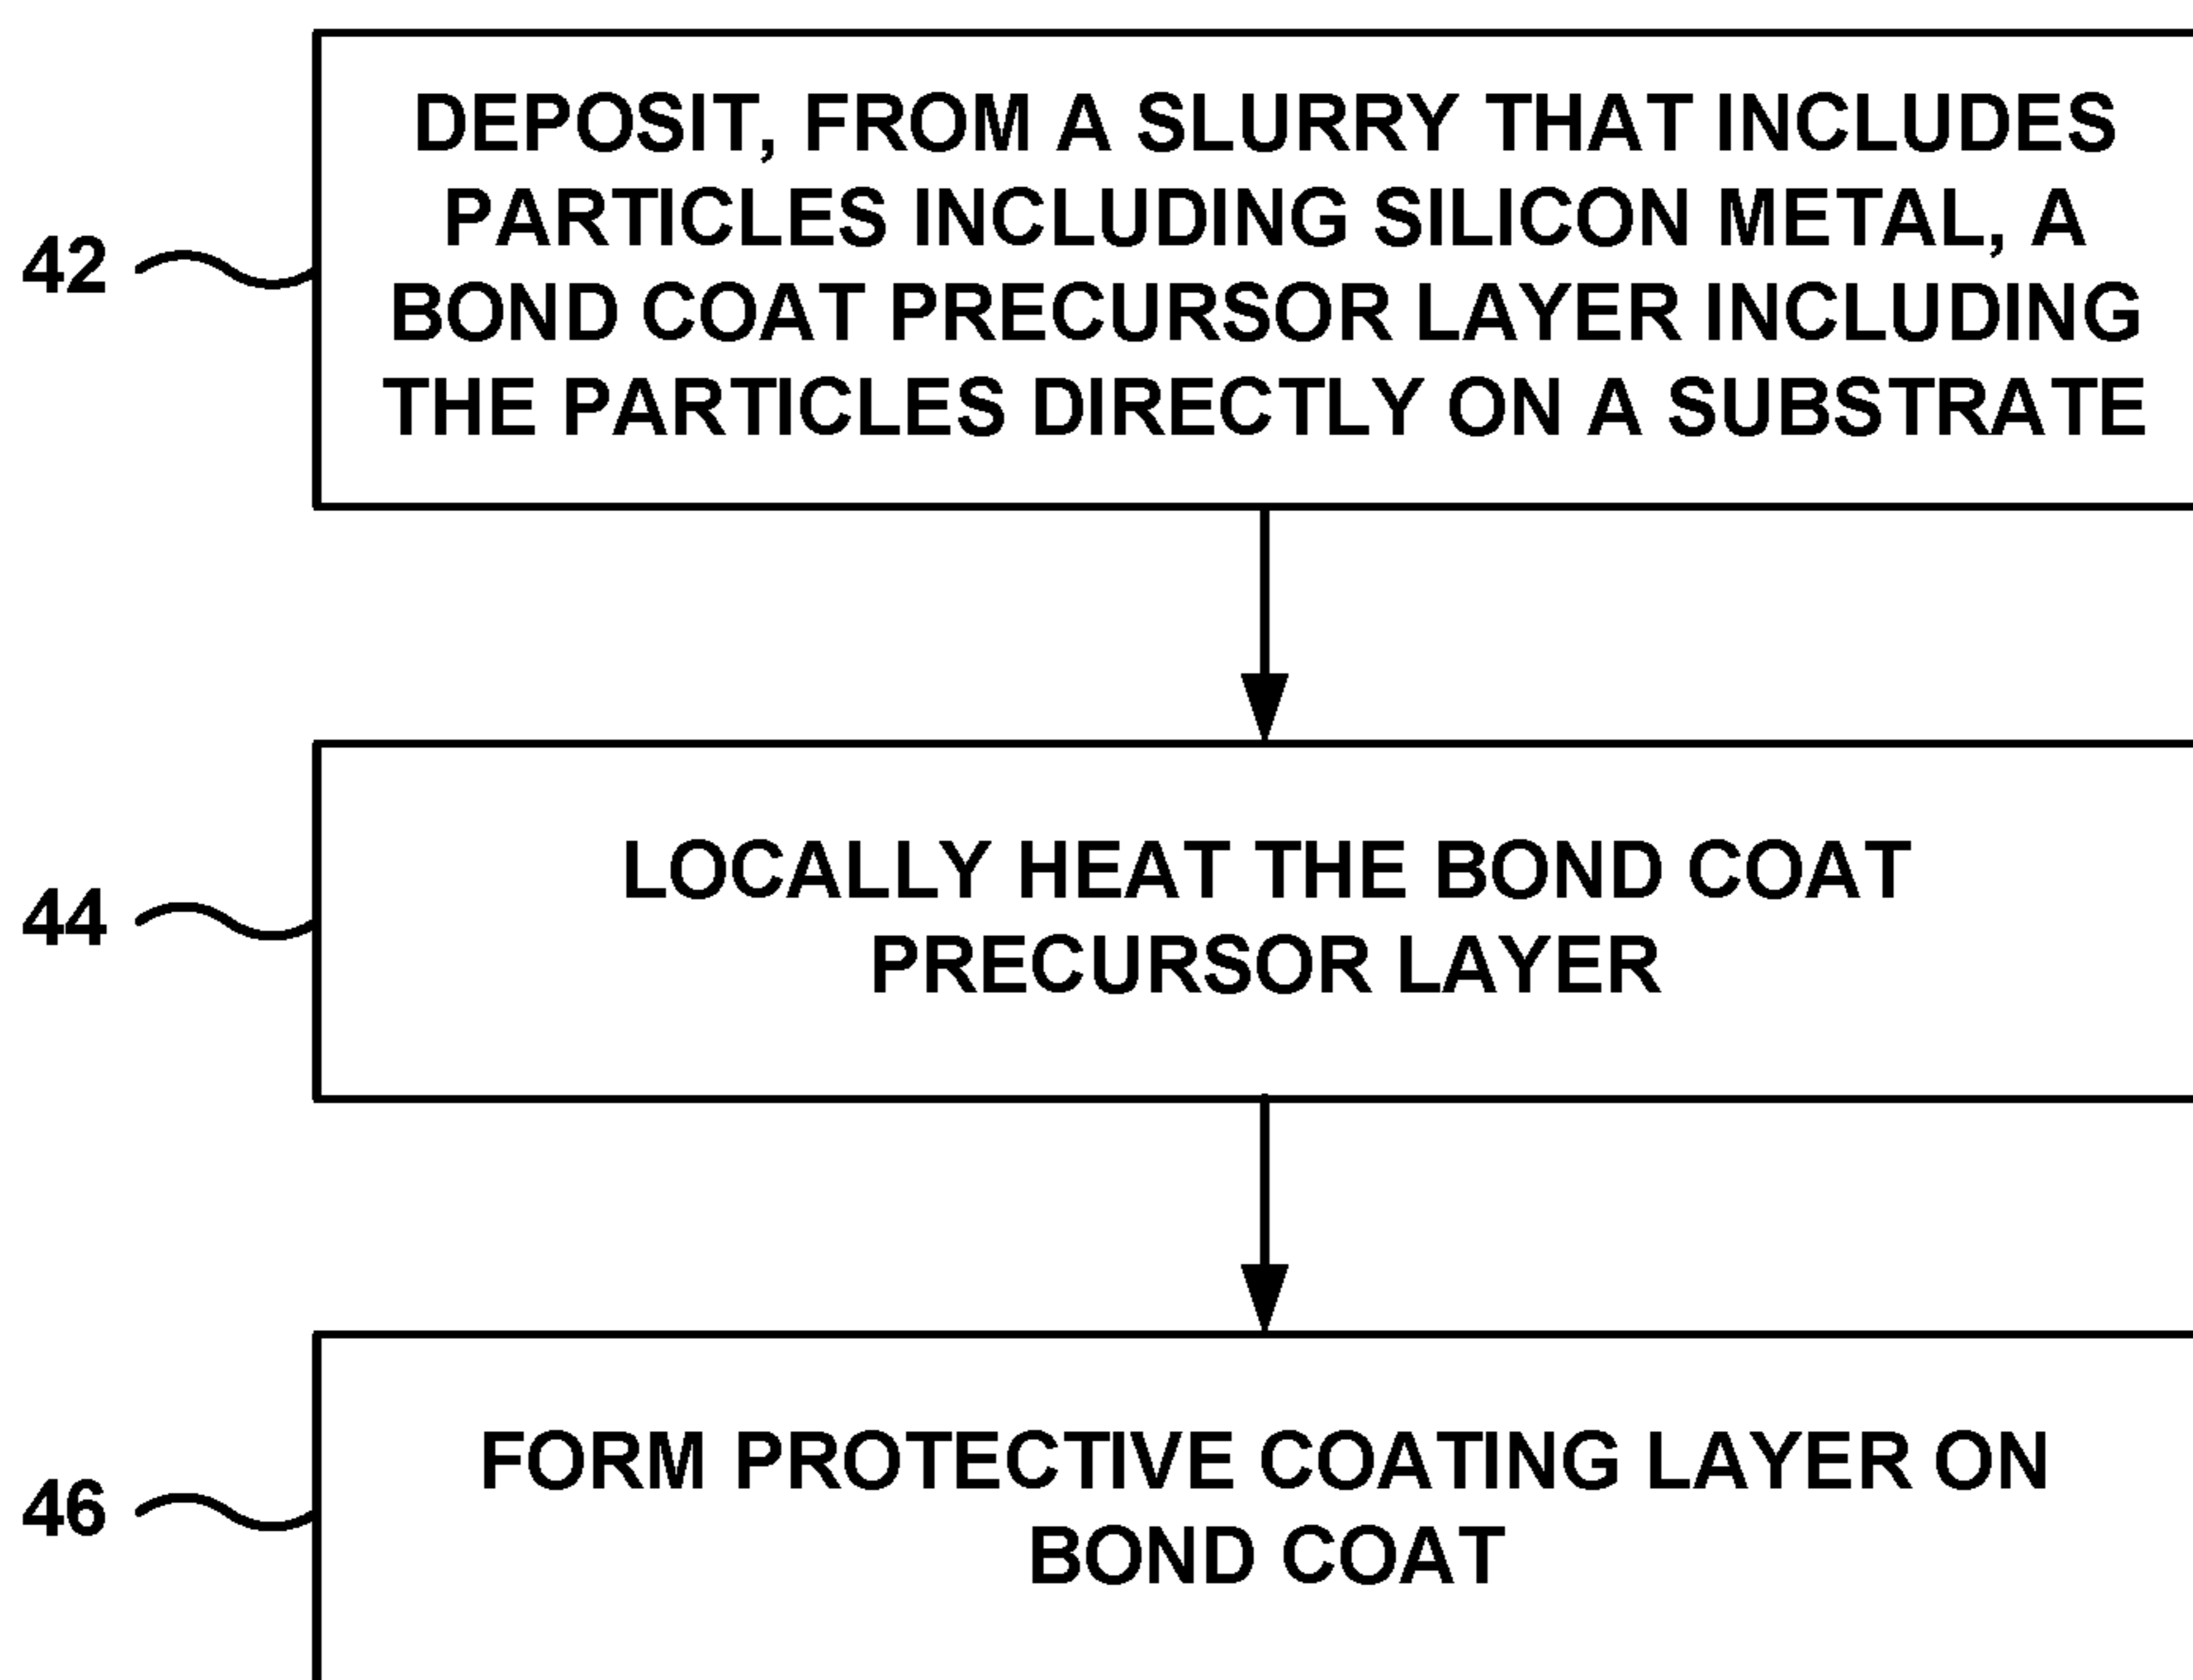 42
DEPOSIT, FROM A SLURRY THAT INCLUDES
PARTICLES INCLUDING SILICON METAL, A
BOND COAT PRECURSOR LAYER INCLUDING
THE PARTICLES DIRECTLY ON A SUBSTRATE
44
LOCALLY HEAT THE BOND COAT
PRECURSOR LAYER
46
FORM PROTECTIVE COATING LAYER ON
BOND COAT